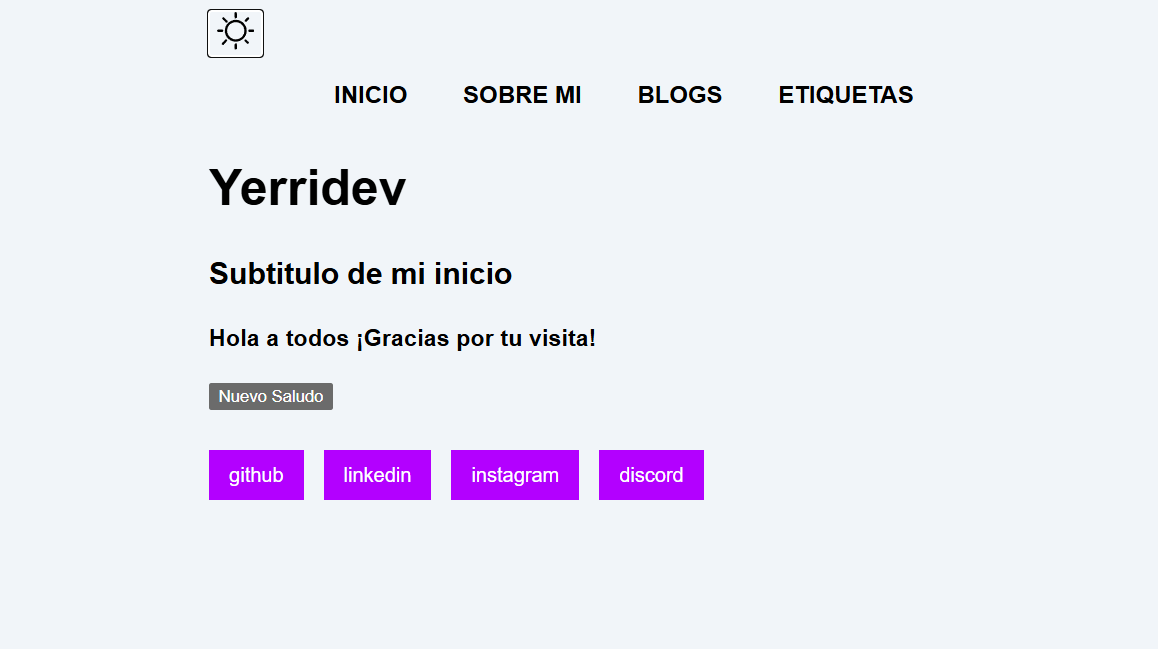 INICIO SOBRE MI BLOGS ETIQUETAS
Yerridev
Subtitulo de mi inicio
Hola a todos ¡Gracias por tu visita!
Nuevo Saludo
github linkedin instagram discord